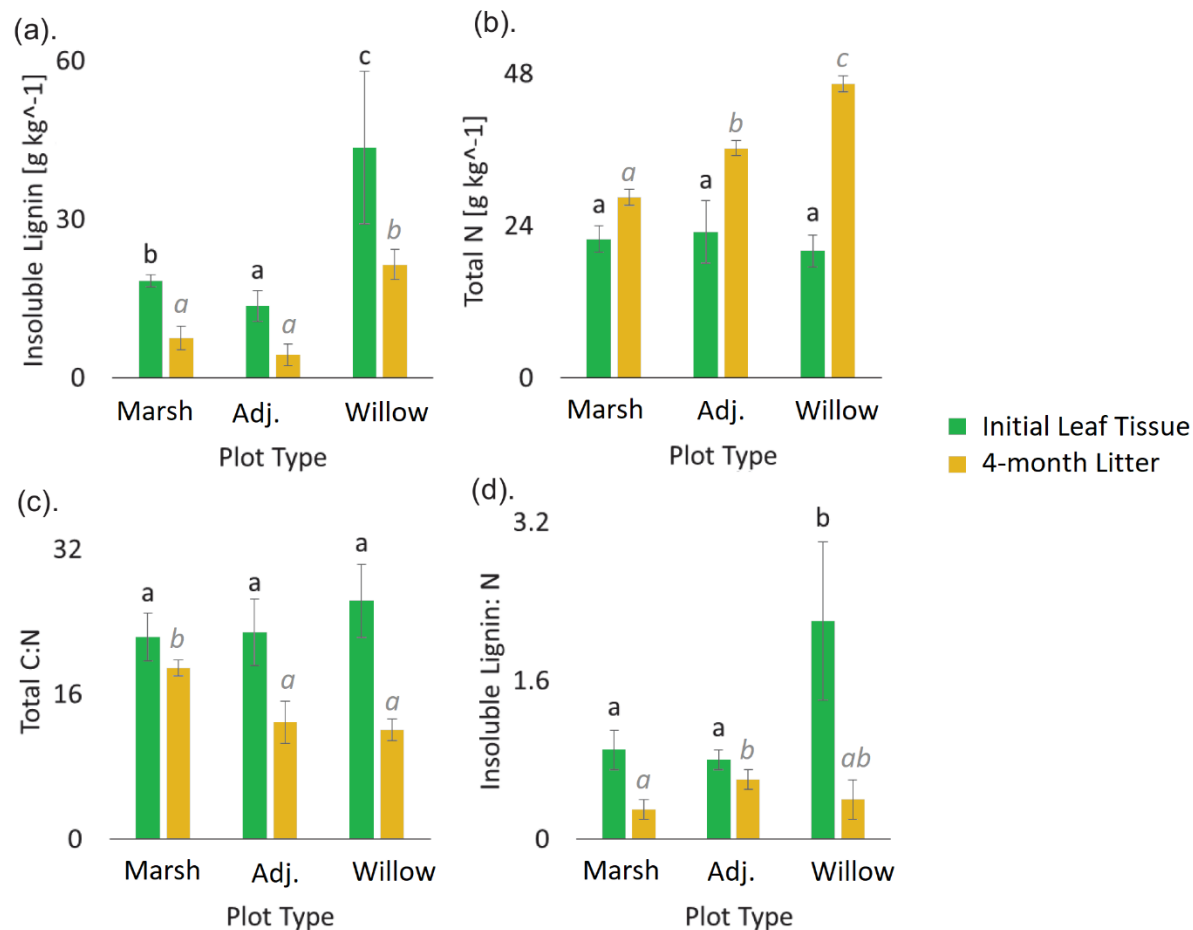 (a).
60
30
0
Insoluble Lignin [g kg^-1]
b
a
a
a
c
b
Marsh
Adj.
Willow
Plot Type
(b).
48
24
0
Total N [g kg^-1]
a
a
a
b
a
c
Marsh
Adj.
Willow
Plot Type
Initial Leaf Tissue
4-month Litter
(c).
32
16
0
Total C:N
a
b
a
a
a
a
Marsh
Adj.
Willow
Plot Type
(d).
3.2
1.6
0
Insoluble Lignin: N
a
a
a
b
b
ab
Marsh
Adj.
Willow
Plot Type